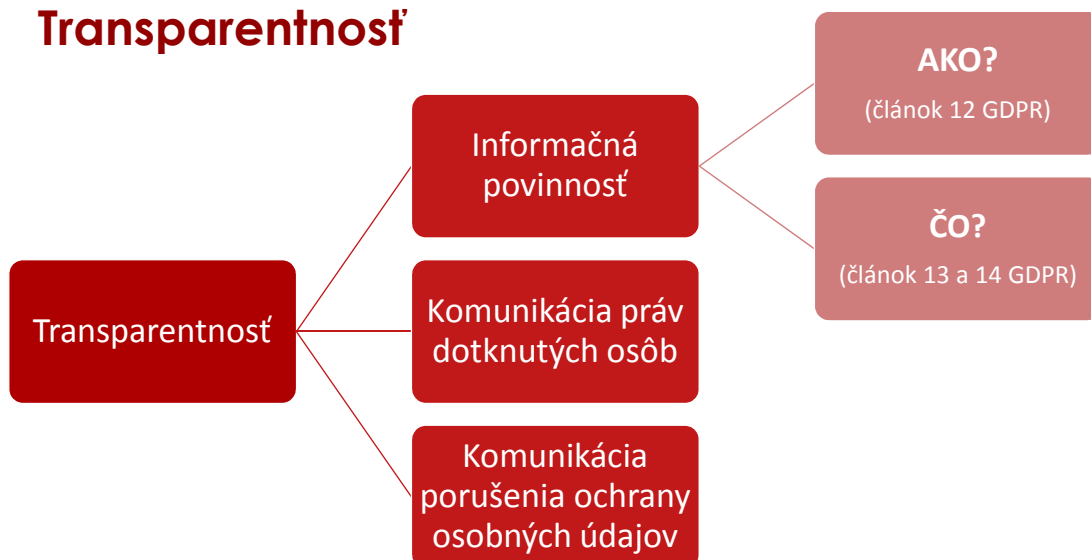 Transparentnosť
AKO?
(článok 12 GDPR)
Informačná
povinnosť
ČO?
(článok 13 a 14 GDPR)
Transparentnosť
Komunikácia práv
dotknutých osôb
Komunikácia
porušenia ochrany
osobných údajov